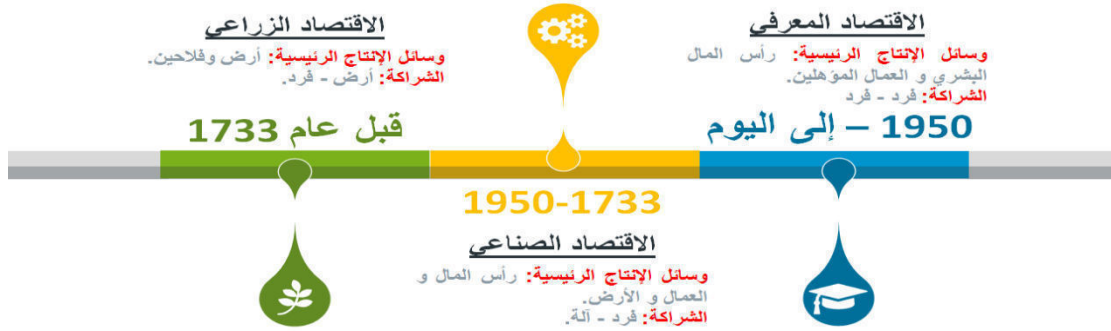 الاقتصاد الزراعي
وسائل الإنتاج الرئيسية: أرض وفلاحين.
الشراكة: أرض - فرد.
قبل عام 1733
1733-1950
الاقتصاد الصناعي
وسائل الإنتاج الرئيسية: رأس المال و
العمال و الأرض.
الشراكة: فرد - آلة.
الاقتصاد المعرفي
وسائل الإنتاج الرئيسية: رأس المال
البشري و العمال المؤهلين.
الشراكة: فرد - فرد
1950 – إلى اليوم